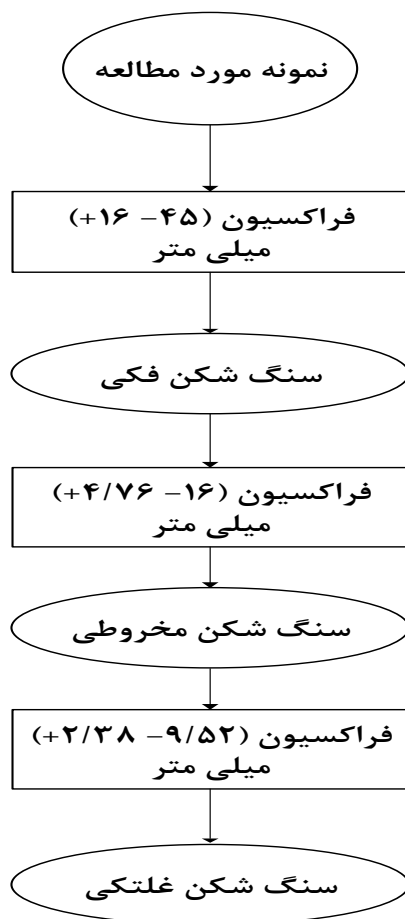 نمونه مورد مطالعه
فراکسیون (۴۵- ۱۶+)
میلی متر
سنگ شکن فکی
فراکسیون (۱۶- ۴/۷۶+)
میلی متر
سنگ شکن مخروطی
فراکسیون (۹/۵۲- ۲/۳۸+)
میلی متر
سنگ شکن غلتکی